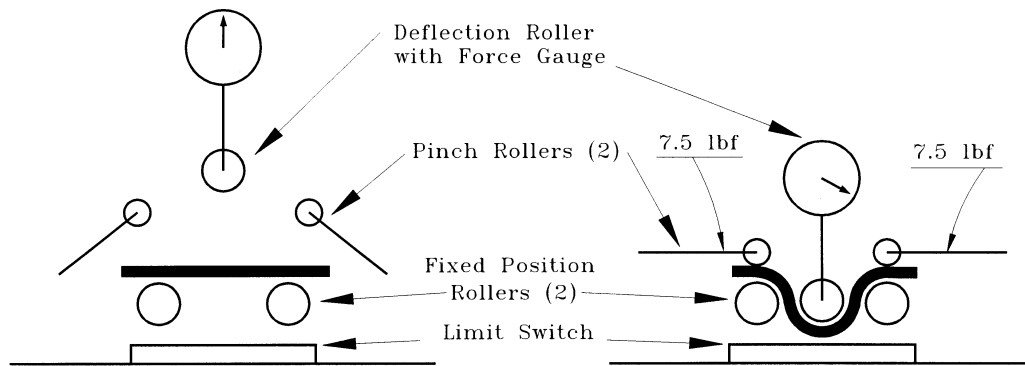 Deflection Roller
with Force Gauge
Pinch Rollers (2)
7.5 lbf
7.5 lbf
Fixed Position
Rollers (2)
Limit Switch